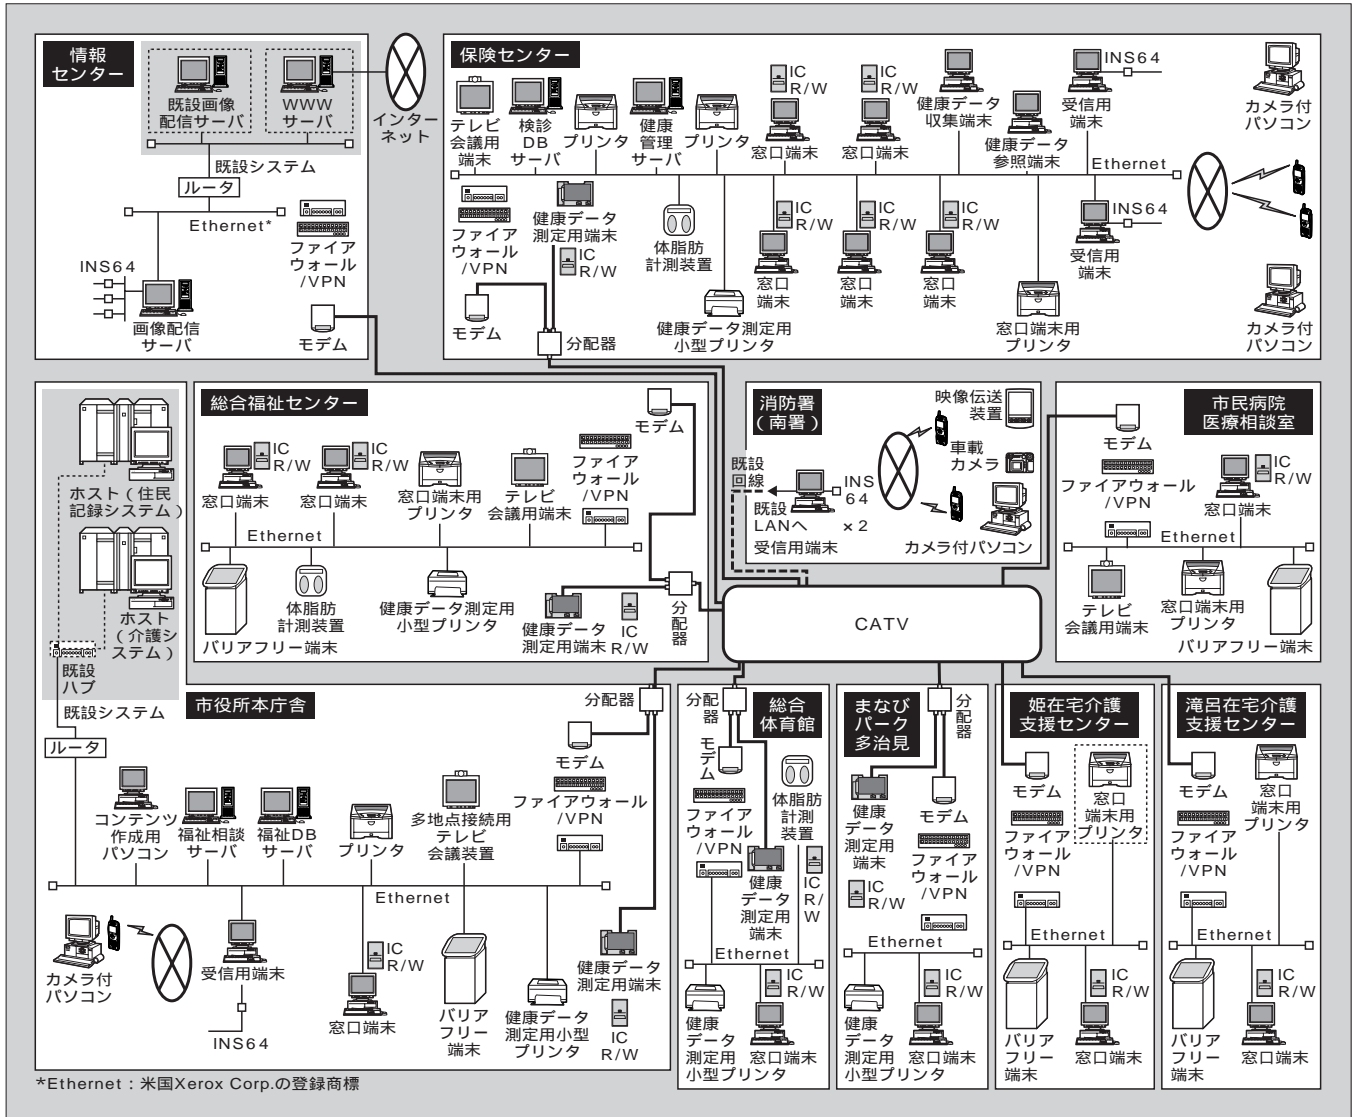 情報
センター
既設画像
配信サーバ
WWW
サーバ
インター
ネット
既設システム
ルータ
Ethernet*
ファイア
ウォール
/VPN
INS64
画像配信
サーバ
モデム
保険センター
テレビ
会議用
端末
検診
DB
サーバ
プリンタ
健康
管理
サーバ
プリンタ
IC
R/W
窓口端末
IC
R/W
窓口端末
健康データ
収集端末
健康データ
参照端末
INS64
受信用
端末
カメラ付
パソコン
Ethernet
ファイア
ウォール
/VPN
健康データ
測定用端末
IC
R/W
体脂肪
計測装置
IC
R/W
窓口
端末
IC
R/W
窓口
端末
IC
R/W
窓口
端末
INS64
受信用
端末
モデム
分配器
健康データ測定用
小型プリンタ
窓口端末用
プリンタ
カメラ付
パソコン
ホスト(住民
記録システム)
ホスト
(介護シ
ステム)
既設
ハブ
既設システム
ルータ
総合福祉センター
モデム
IC
R/W
窓口端末
IC
R/W
窓口端末
窓口端末用
プリンタ
テレビ
会議用端末
ファイア
ウォール
/VPN
Ethernet
バリアフリー端末
体脂肪
計測装置
健康データ測定用
小型プリンタ
健康データ
測定用端末
IC
R/W
分
配
器
消防署
(南署)
映像伝送
装置
車載
カメラ
既設
回線
既設
LANへ
INS
64
×2
受信用端末
カメラ付パソコン
市民病院
医療相談室
モデム
ファイアウォール
/VPN
IC
R/W
窓口端末
Ethernet
テレビ
会議用端末
窓口端末用
プリンタ
バリアフリー端末
CATV
市役所本庁舎
分配器
モデム
コンテンツ
作成用
パソコン
福祉相談
サーバ
福祉DB
サーバ
プリンタ
多地点接続用
テレビ
会議装置
ファイアウォール
/VPN
Ethernet
カメラ付
パソコン
受信用端末
INS64
IC
R/W
窓口端末
バリア
フリー
端末
健康データ
測定用小型
プリンタ
健康データ
測定用端末
IC
R/W
分配
器
総合
体育館
モ
デ
ム
体脂肪
計測
装置
ファイア
ウォール
/VPN
健康
データ
測定用
端末
IC
R/
W
Ethernet
健康
データ
測定用
小型プリンタ
IC
R/W
窓口端末
まなび
パーク
多治見
分
配
器
健康
データ
測定用
端末
IC
R/W
モデム
ファイア
ウォール
/VPN
Ethernet
健康
データ
測定用
小型プリンタ
IC
R/W
窓口端末
姫在宅介護
支援センター
モデム
窓口
端末用
プリンタ
ファイア
ウォール
/VPN
Ethernet
バリア
フリー
端末
IC
R/W
窓口端末
滝呂在宅介護
支援センター
モデム
窓口
端末用
プリンタ
ファイア
ウォール
/VPN
Ethernet
バリア
フリー
端末
IC
R/W
窓口端末
*Ethernet：米国Xerox Corp.の登録商標